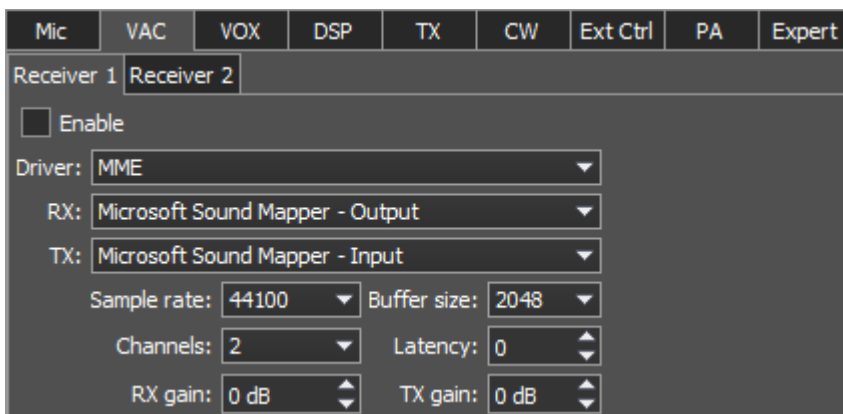 Mic VAC VOX DSP TX CW Ext Ctrl PA Expert
Receiver 1 Receiver 2
Enable
Driver: MME
RX: Microsoft Sound Mapper - Output
TX: Microsoft Sound Mapper - Input
Sample rate: 44100 Buffer size: 2048
Channels: 2 Latency: 0
RX gain: 0 dB TX gain: 0 dB